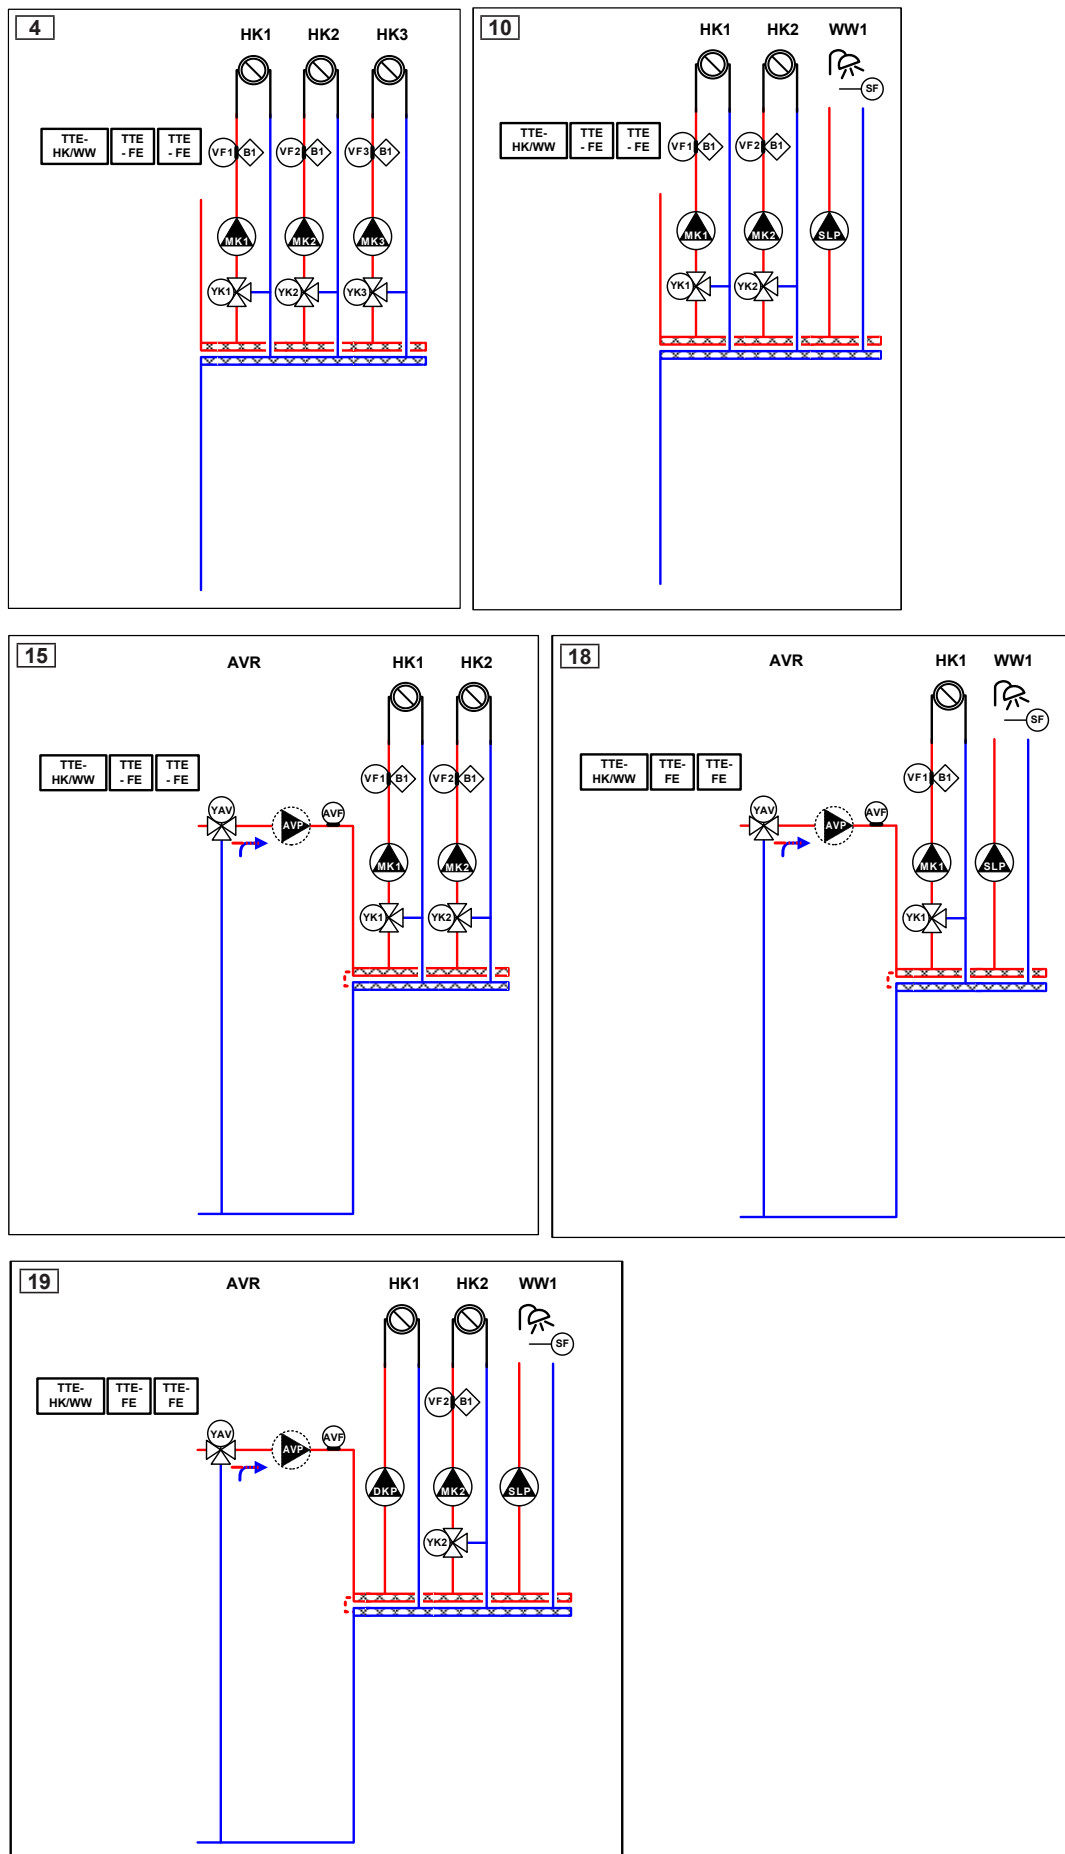 4
HK1 HK2 HK3
TTE- HK/WW
TTE - FE
TTE - FE
VF1 B1 VF2 B1 VF3 B1
MK1 MK2 MK3
YK1 YK2 YK3
10
HK1 HK2 WW1
SF
TTE- HK/WW
TTE - FE
TTE - FE
VF1 B1 VF2 B1
MK1 MK2 SLP
YK1 YK2
15
AVR HK1 HK2
TTE- HK/WW
TTE - FE
TTE - FE
VF1 B1 VF2 B1
YAV AVP AVF
MK1 MK2
YK1 YK2
18
AVR HK1 WW1
SF
TTE- HK/WW
TTE- FE
TTE- FE
VF1 B1
YAV AVP AVF
MK1 SLP
YK1
19
AVR HK1 HK2 WW1
SF
TTE- HK/WW
TTE- FE
TTE- FE
VF2 B1
YAV AVP AVF
DKP MK2 SLP
YK2